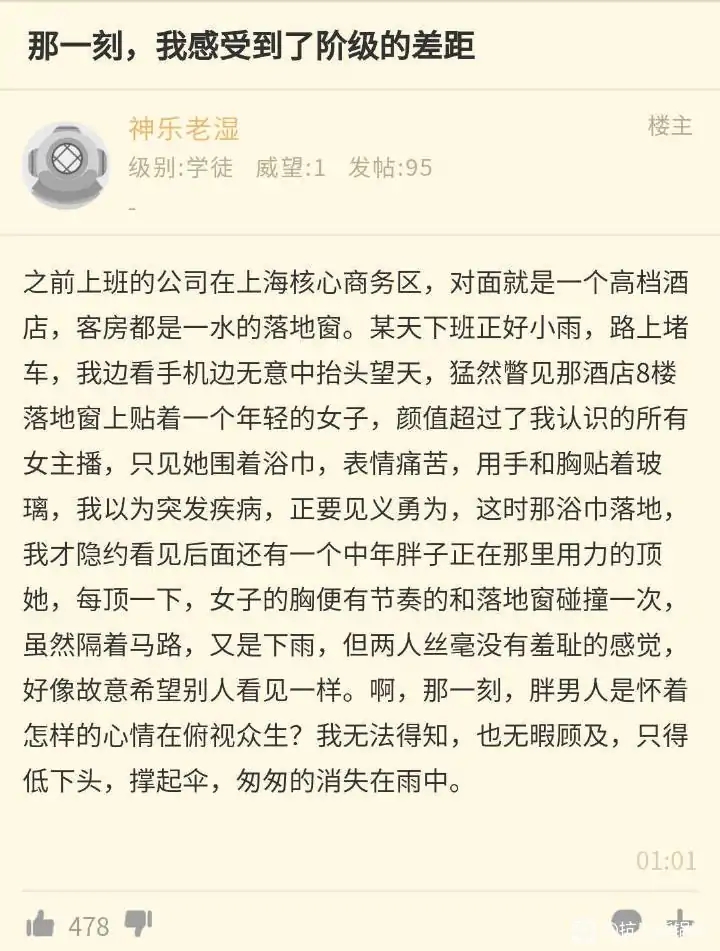 那一刻，我感受到了阶级的差距
神乐老湿
楼主
级别:学徒 威望:1 发帖:95
-
之前上班的公司在上海核心商务区，对面就是一个高档酒
店，客房都是一水的落地窗。某天下班正好小雨，路上堵
车，我边看手机边无意中抬头望天，猛然瞥见那酒店8楼
落地窗上贴着一个年轻的女子，颜值超过了我认识的所有
女主播，只见她围着浴巾，表情痛苦，用手和胸贴着玻
璃，我以为突发疾病，正要见义勇为，这时那浴巾落地，
我才隐约看见后面还有一个中年胖子正在那里用力的顶
她，每顶一下，女子的胸便有节奏的和落地窗碰撞一次，
虽然隔着马路，又是下雨，但两人丝毫没有羞耻的感觉，
好像故意希望别人看见一样。啊，那一刻，胖男人是怀着
怎样的心情在俯视众生？我无法得知，也无暇顾及，只得
低下头，撑起伞，匆匆的消失在雨中。
01:01
478